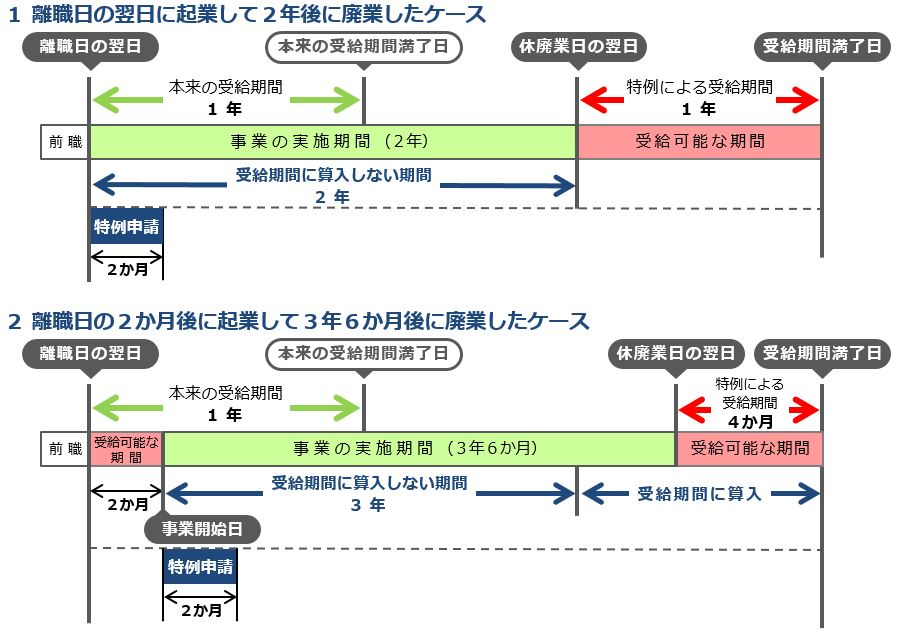 1 離職日の翌日に起業して２年後に廃業したケース
離職日の翌日
本来の受給期間満了日
休廃業日の翌日
受給期間満了日
本来の受給期間
１ 年
特例による受給期間
１ 年
前 職
事業の実施期間（２年）
受給可能な期間
受給期間に算入しない期間
２ 年
特例申請
２か月
2 離職日の２か月後に起業して３年６か月後に廃業したケース
離職日の翌日
本来の受給期間満了日
休廃業日の翌日
受給期間満了日
本来の受給期間
１ 年
特例による
受給期間
４か月
前 職
受給可能な
期 間
事業の実施期間（３年６か月）
受給可能な期間
２か月
受給期間に算入しない期間
３ 年
受給期間に算入
事業開始日
特例申請
２か月